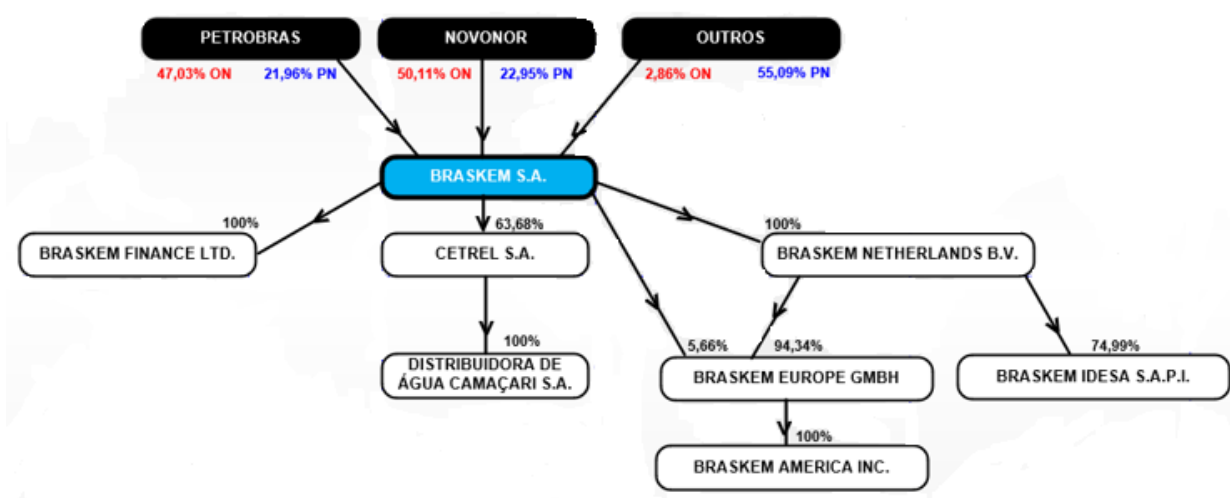 PETROBRAS
NOVONOR
OUTROS
47,03% ON 21,96% PN
50,11% ON 22,95% PN
2,86% ON 55,09% PN
BRASKEM S.A.
100%
63,68%
100%
BRASKEM FINANCE LTD.
CETREL S.A.
BRASKEM NETHERLANDS B.V.
100%
5,66%
94,34%
74,99%
DISTRIBUIDORA DE
ÁGUA CAMAÇARI S.A.
BRASKEM EUROPE GMBH
BRASKEM IDESA S.A.P.I.
100%
BRASKEM AMERICA INC.